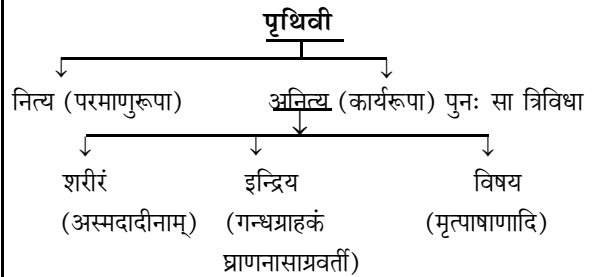 पृथिवी
नित्य (परमाणुरूपा) अनित्य (कार्यरूपा) पुनः सा त्रिविधा
शरीरं इन्द्रिय विषय
(अस्मदादीनाम्) (गन्धग्राहकं (मृत्पाषाणादि)
घ्राणनासाग्रवर्ती)